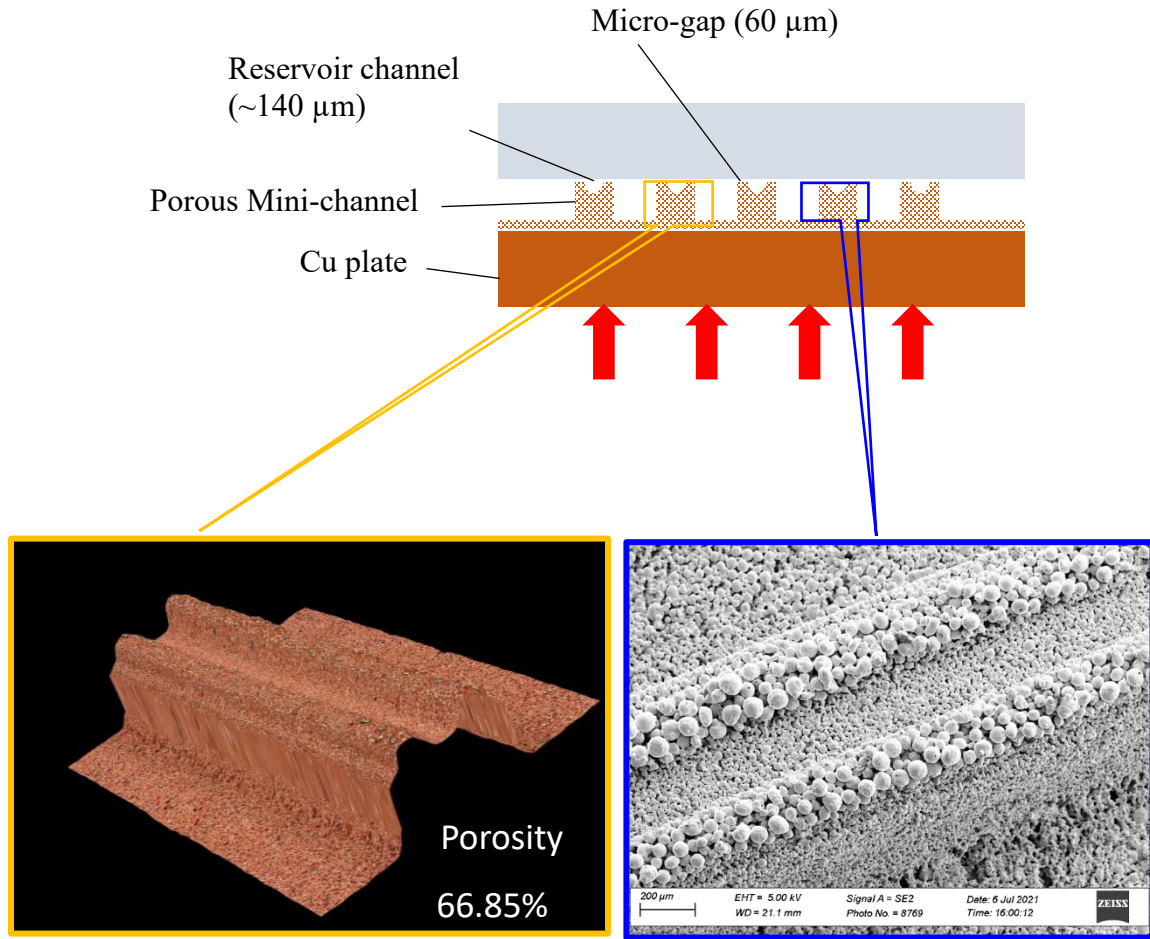 Micro-gap (60 µm)
Reservoir channel
(~140 µm)
Porous Mini-channel
Cu plate
Porosity
66.85%
200 µm
EHT = 5.00 kV
Signal A = SE2
Date: 6 Jul 2021
WD = 21.1 mm
Photo No. = 8769
Time: 16:00:12
ZEISS